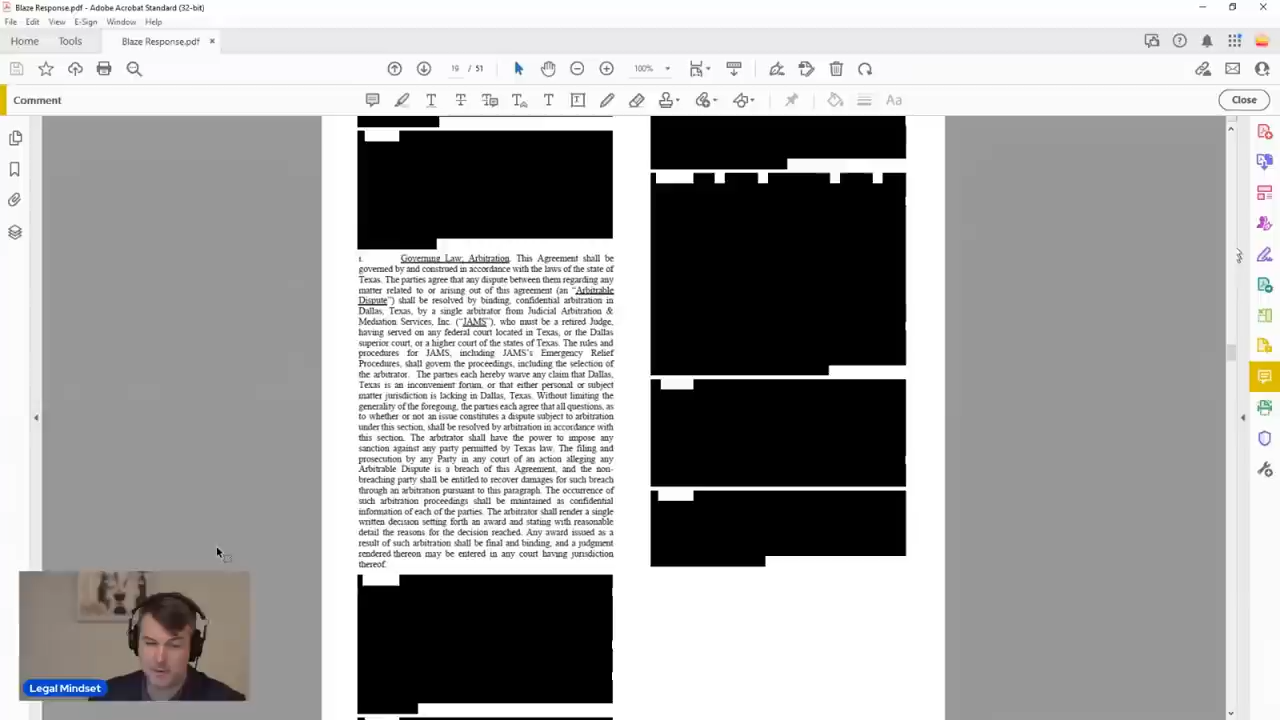 Blaze Response.pdf - Adobe Acrobat Standard (32-bit)
File Edit View E-Sign Window Help
Home Tools Blaze Response.pdf ×
19 / 51 100%
Comment
Close
i. Governing Law; Arbitration. This Agreement shall be
governed by and construed in accordance with the laws of the state of
Texas. The parties agree that any dispute between them regarding any
matter related to or arising out of this agreement (an “Arbitrable
Dispute”) shall be resolved by binding, confidential arbitration in
Dallas, Texas, by a single arbitrator from Judicial Arbitration &
Mediation Services, Inc. (“JAMS”), who must be a retired Judge,
having served on any federal court located in Texas, or the Dallas
superior court, or a higher court of the states of Texas. The rules and
procedures for JAMS, including JAMS’s Emergency Relief
Procedures, shall govern the proceedings, including the selection of
the arbitrator. The parties each hereby waive any claim that Dallas,
Texas is an inconvenient forum, or that either personal or subject
matter jurisdiction is lacking in Dallas, Texas. Without limiting the
generality of the foregoing, the parties each agree that all questions, as
to whether or not an issue constitutes a dispute subject to arbitration
under this section, shall be resolved by arbitration in accordance with
this section. The arbitrator shall have the power to impose any
sanction against any party permitted by Texas law. The filing and
prosecution by any Party in any court of an action alleging any
Arbitrable Dispute is a breach of this Agreement, and the non-
breaching party shall be entitled to recover damages for such breach
through an arbitration pursuant to this paragraph. The occurrence of
such arbitration proceedings shall be maintained as confidential
information of each of the parties. The arbitrator shall render a single
written decision setting forth an award and stating with reasonable
detail the reasons for the decision reached. Any award issued as a
result of such arbitration shall be final and binding, and a judgment
rendered thereon may be entered in any court having jurisdiction
thereof.
Legal Mindset